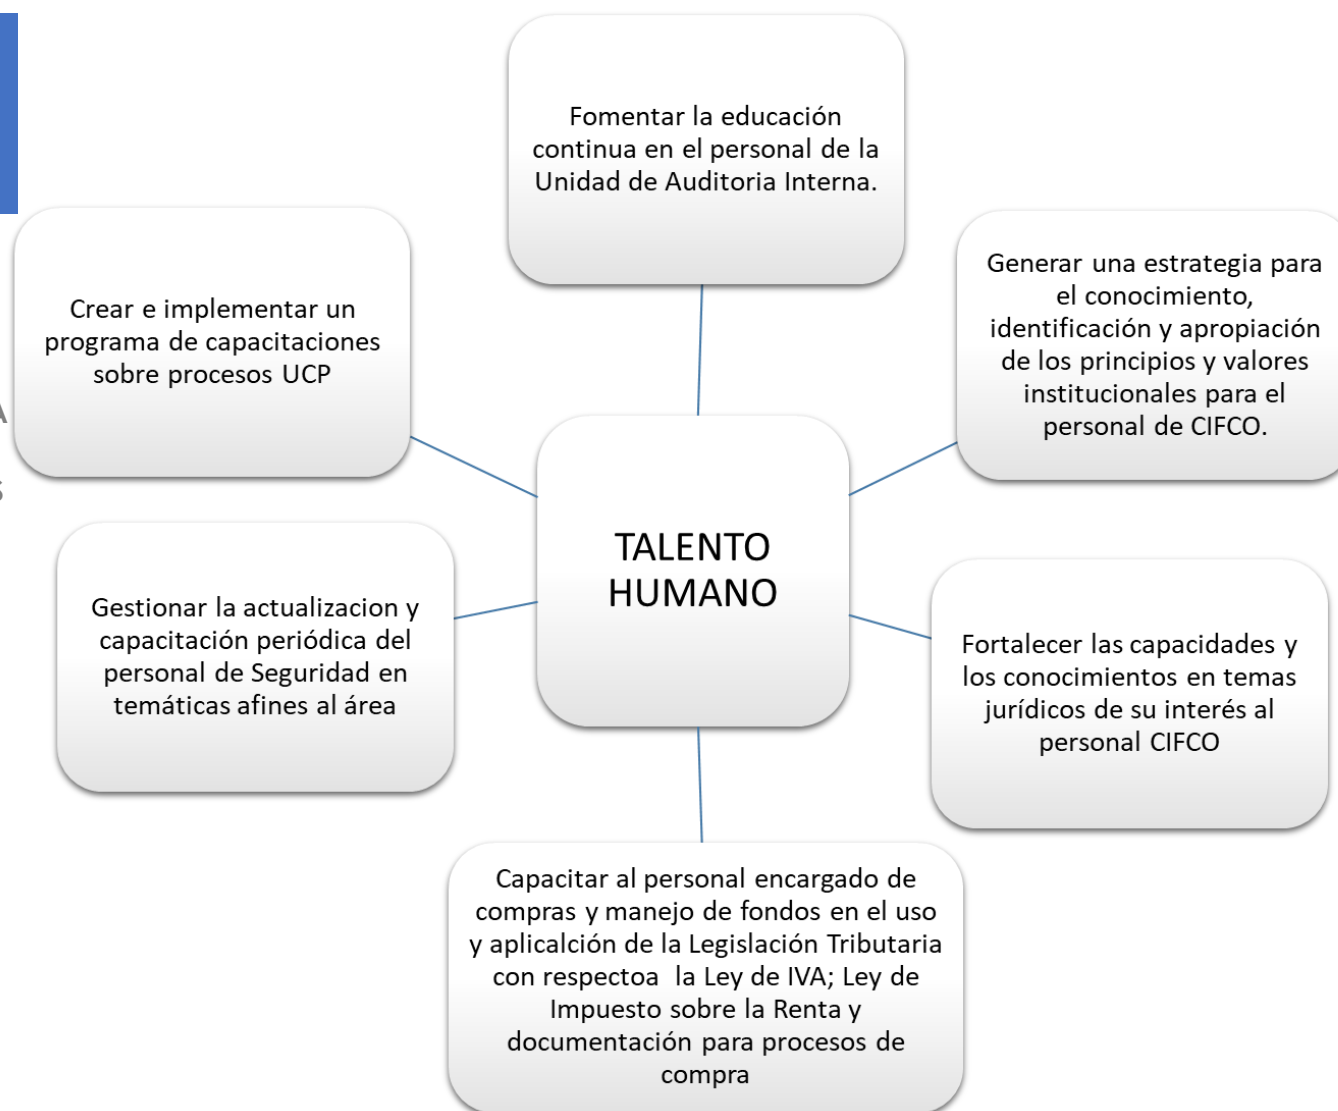 Fomentar la educación
continua en el personal de la
Unidad de Auditoria Interna.
Generar una estrategia para
el conocimiento,
identificación y apropiación
de los principios y valores
institucionales para el
personal de CIFCO.
Crear e implementar un
programa de capacitaciones
sobre procesos UCP
A
S
TALENTO
HUMANO
Gestionar la actualizacion y
capacitación periódica del
personal de Seguridad en
temáticas afines al área
Fortalecer las capacidades y
los conocimientos en temas
jurídicos de su interés al
personal CIFCO
Capacitar al personal encargado de
compras y manejo de fondos en el uso
y aplicalción de la Legislación Tributaria
con respectoa  la Ley de IVA; Ley de
Impuesto sobre la Renta y
documentación para procesos de
compra